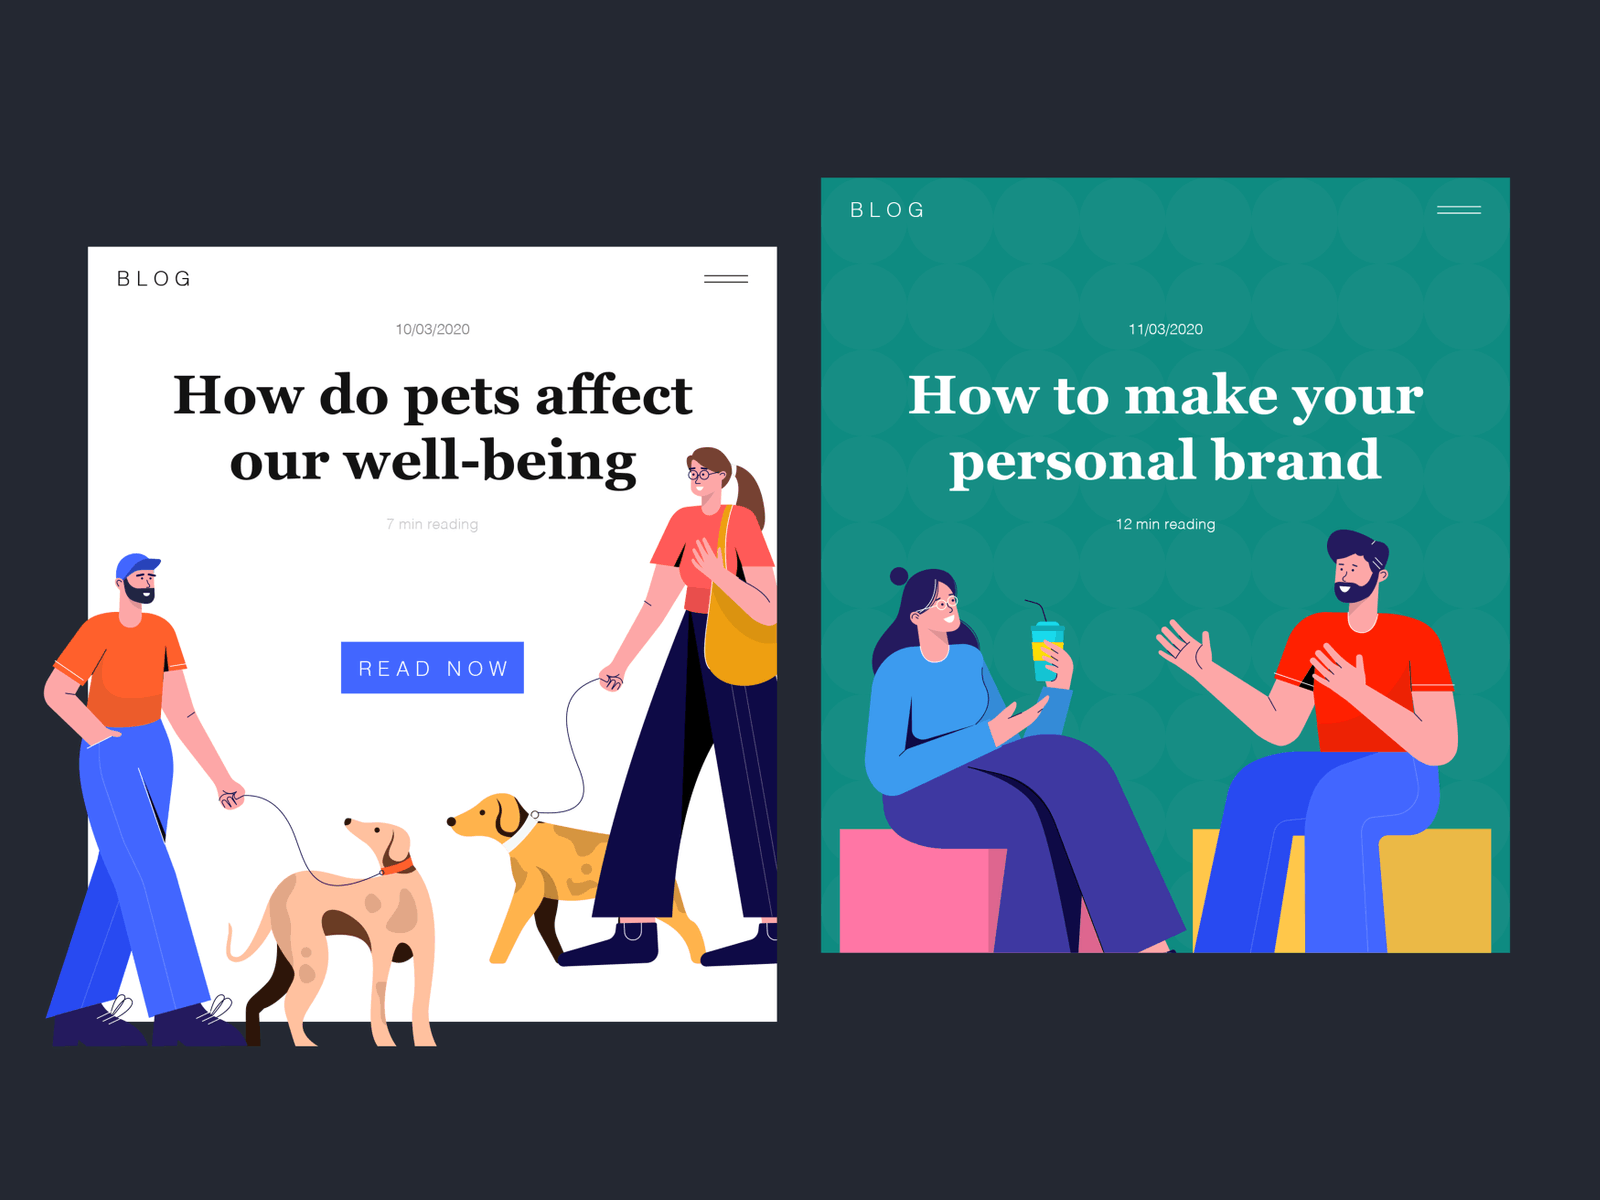 BLOG
10/03/2020
How do pets affect
our well-being
7 min reading
READ NOW
BLOG
11/03/2020
How to make your
personal brand
12 min reading